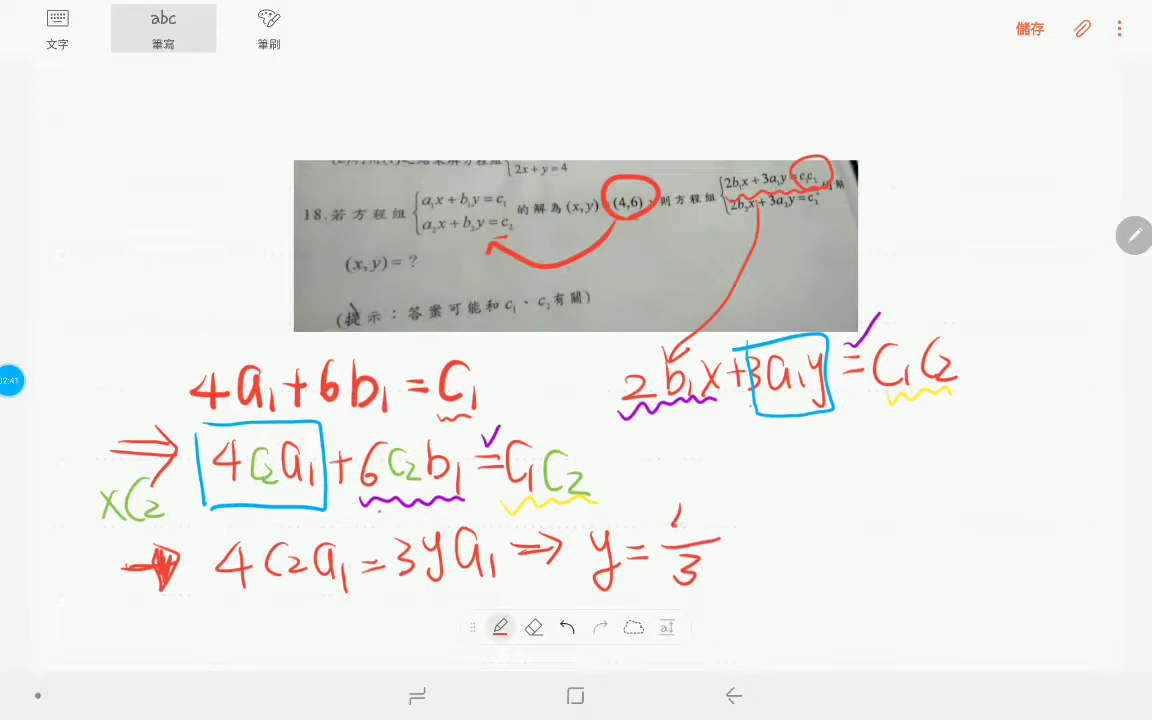 文字
abc
筆寫
筆刷
儲存
2x + y = 4
18. 若方程組 { a₁x + b₁y = c₁ a₂x + b₂y = c₂ 的解為 (x,y) = (4,6),則方程組 { 2b₁x + 3a₁y = c₁c₂ 2b₂x + 3a₂y = c₂² 的解
(x,y) = ?
(提示:答案可能和 c₁、c₂ 有關)
4a₁ + 6b₁ = c₁
2b₁x + 3a₁y = c₁c₂
⇒ 4c₂a₁ + 6c₂b₁ = c₁c₂
xc₂
→ 4c₂a₁ = 3ya₁ ⇒ y = /3
02:41
a